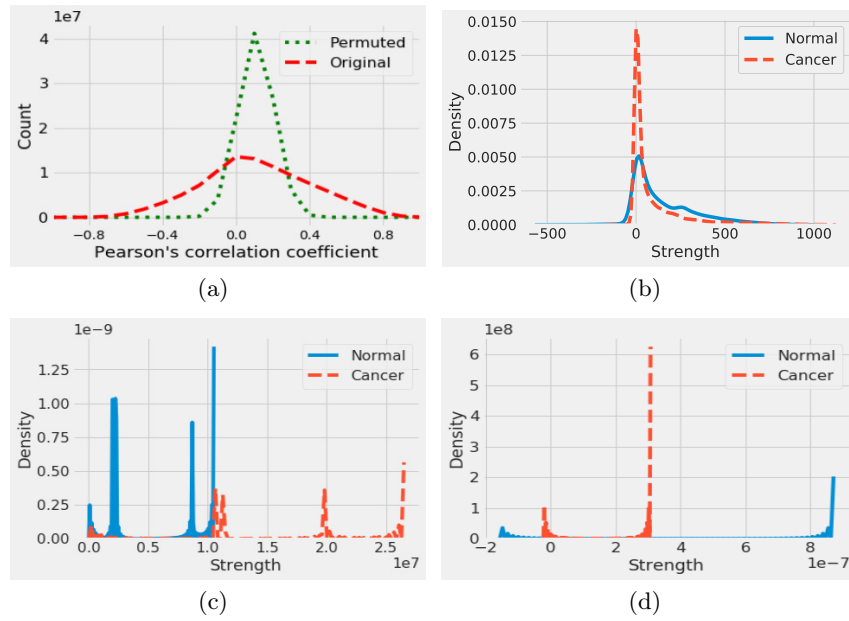 1e7
4
3
2
1
0
Count
Permuted
Original
−0.8 −0.4 0.0 0.4 0.8
Pearson's correlation coefficient
(a)
0.0150
0.0125
0.0100
0.0075
0.0050
0.0025
0.0000
Density
Normal
Cancer
−500 0 500 1000
Strength
(b)
1e−9
1.25
1.00
0.75
0.50
0.25
0.00
Density
Normal
Cancer
0.0 0.5 1.0 1.5 2.0 2.5
Strength
1e7
(c)
1e8
6
5
4
3
2
1
0
Density
Normal
Cancer
−2 0 2 4 6 8
Strength
1e−7
(d)